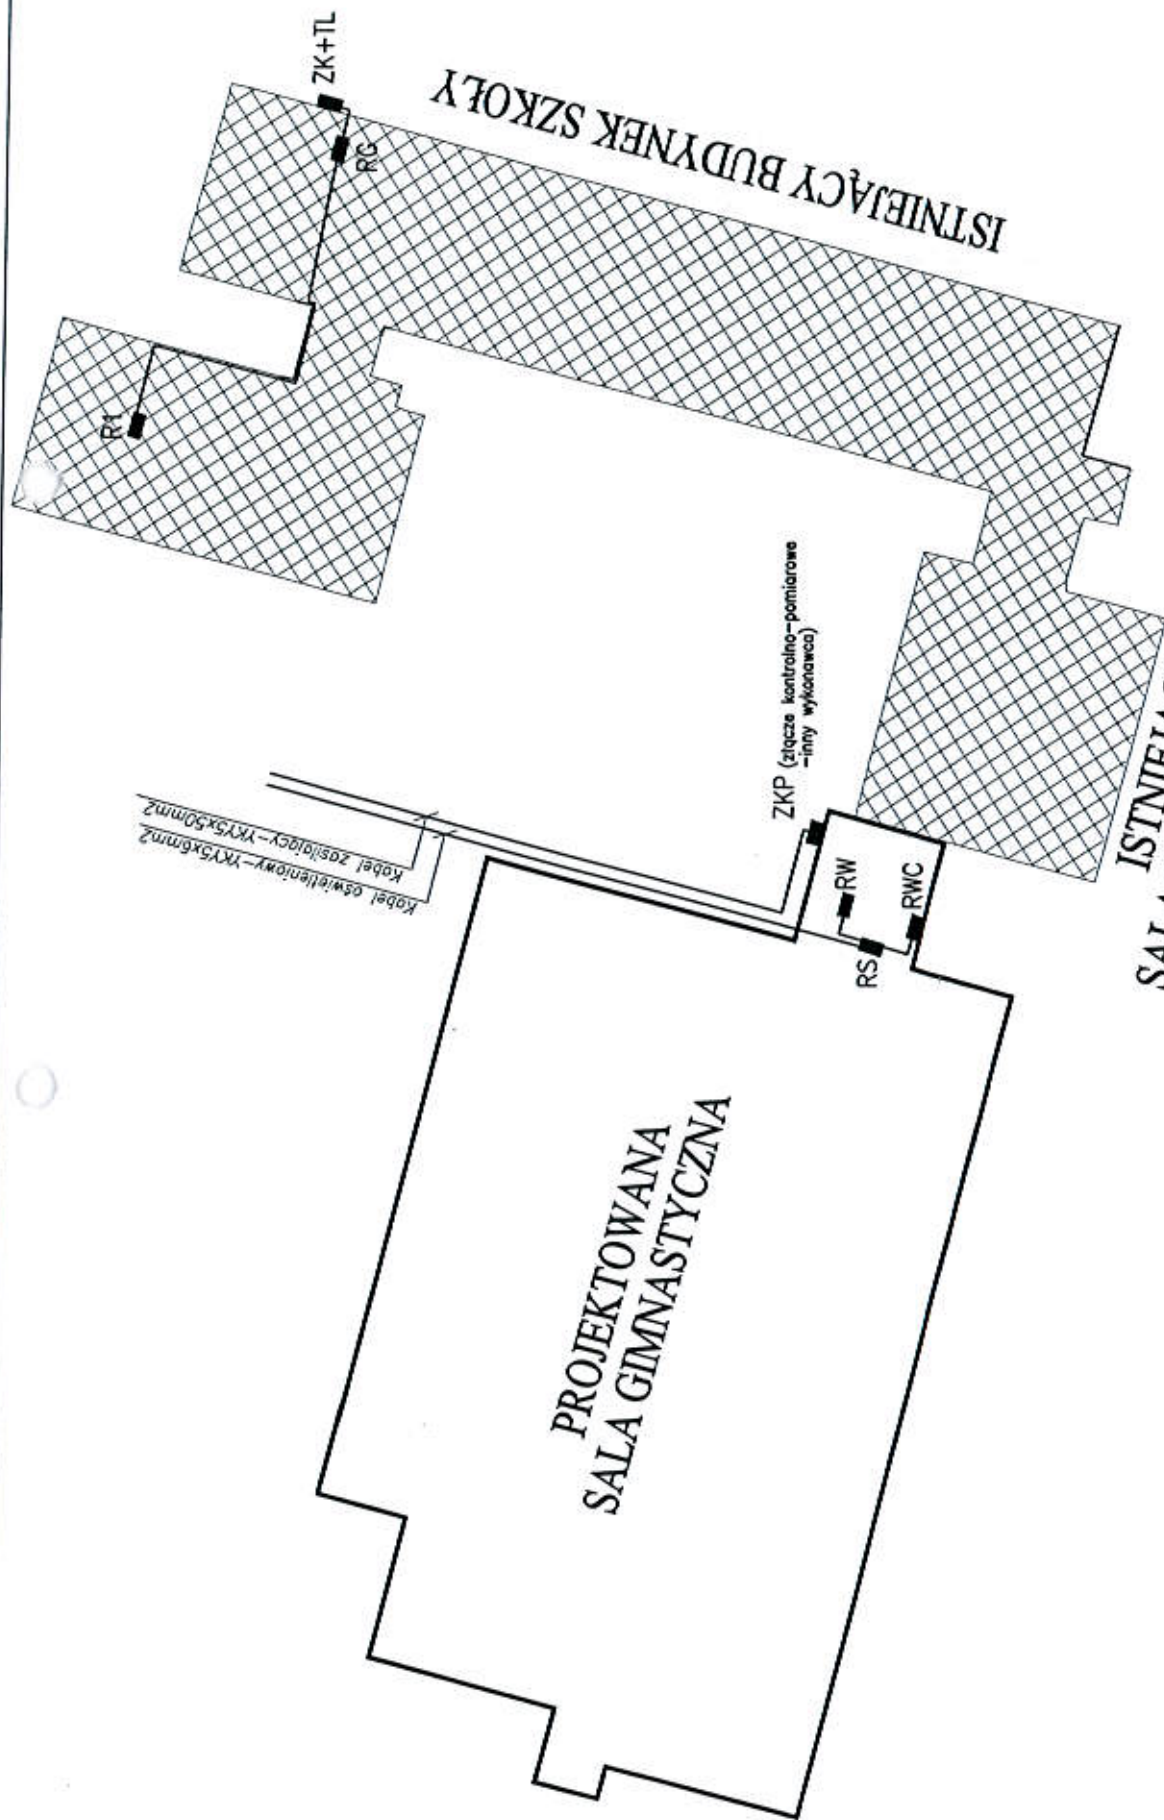 ZK+TL
RG
R1
ISTNIEJĄCY BUDYNEK SZKOŁY
Kabel zasilający-YKY5x50mm2
Kabel oświetleniowy-YKY5x6mm2
ZKP (złącze kontrolno-pomiarowe
-inny wykonawca)
RW
RWC
RS
PROJEKTOWANA
SALA GIMNASTYCZNA